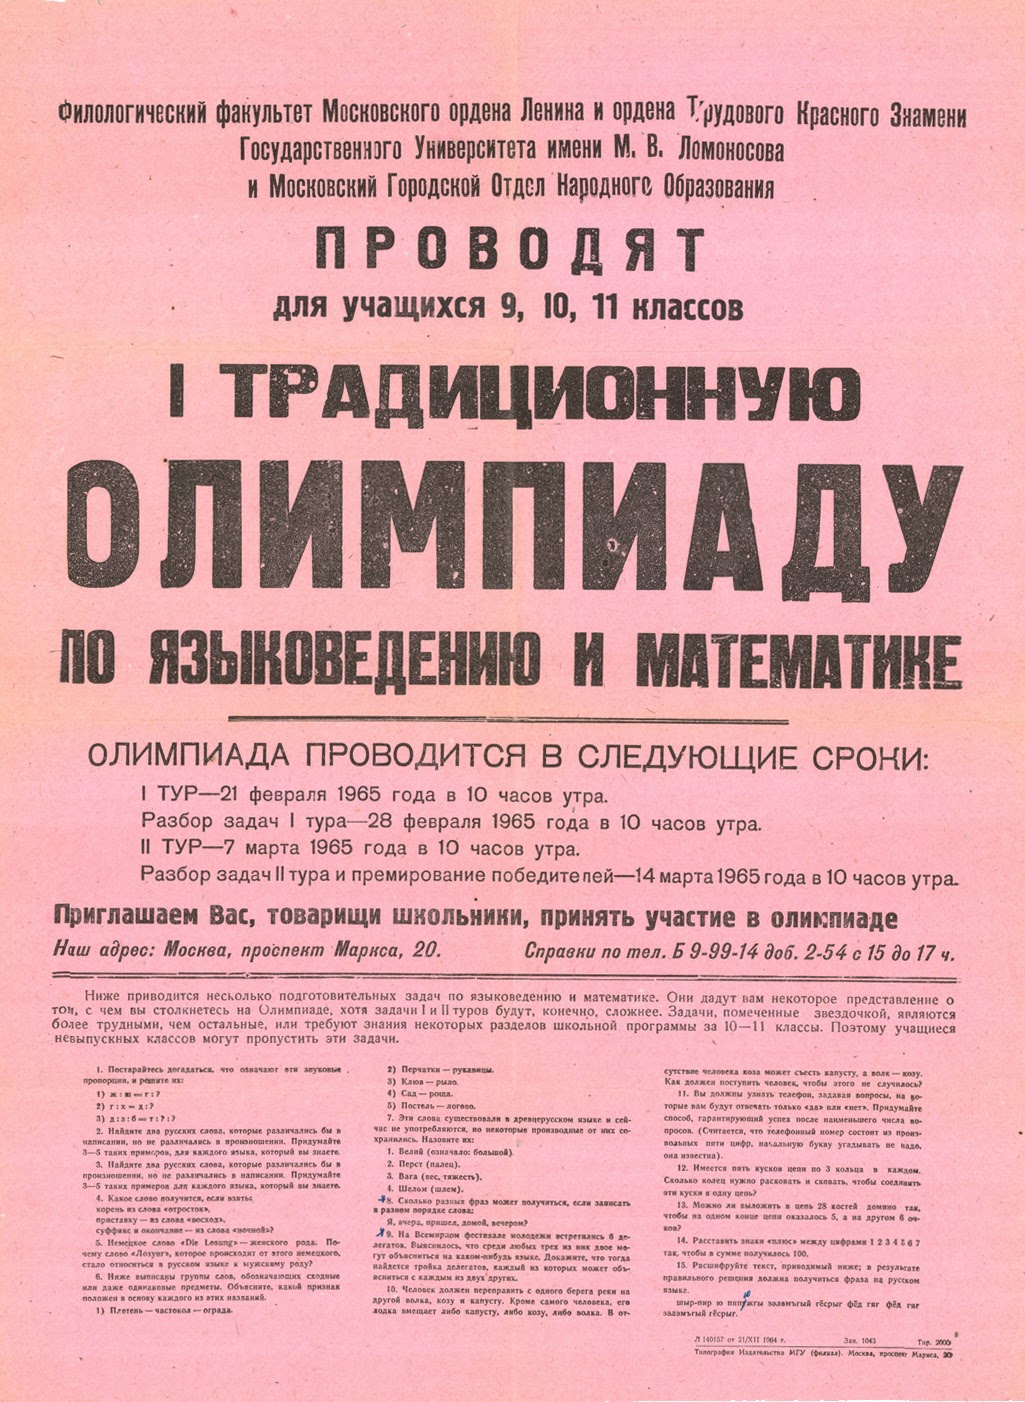 Филологический факультет Московского ордена Ленина и ордена Трудового Красного Знамени
Государственного Университета имени М. В. Ломоносова
и Московский Городской Отдел Народного Образования
ПРОВОДЯТ
для учащихся 9, 10, 11 классов
I ТРАДИЦИОННУЮ
ОЛИМПИАДУ
ПО ЯЗЫКОВЕДЕНИЮ И МАТЕМАТИКЕ
ОЛИМПИАДА ПРОВОДИТСЯ В СЛЕДУЮЩИЕ СРОКИ:
I ТУР—21 февраля 1965 года в 10 часов утра.
Разбор задач I тура—28 февраля 1965 года в 10 часов утра.
II ТУР—7 марта 1965 года в 10 часов утра.
Разбор задач II тура и премирование победителей—14 марта 1965 года в 10 часов утра.
Приглашаем Вас, товарищи школьники, принять участие в олимпиаде
Наш адрес: Москва, проспект Маркса, 20. Справки по тел. Б 9-99-14 доб. 2-54 с 15 до 17 ч.
Ниже приводится несколько подготовительных задач по языковедению и математике. Они дадут вам некоторое представление о
том, с чем вы столкнетесь на Олимпиаде, хотя задачи I и II туров будут, конечно, сложнее. Задачи, помеченные звездочкой, являются
более трудными, чем остальные, или требуют знания некоторых разделов школьной программы за 10—11 классы. Поэтому учащиеся
невыпускных классов могут пропустить эти задачи.
1. Постарайтесь догадаться, что означают эти звуковые
пропорции, и решите их:
1) ж : ш = г : ?
2) г : х = д : ?
3) д : з : б = т : ? : ?
2. Найдите два русских слова, которые различались бы в
написании, но не различались в произношении. Придумайте
3—5 таких примеров, для каждого языка, который вы знаете.
3. Найдите два русских слова, которые различались бы в
произношении, но не различались в написании. Придумайте
3—5 таких примеров для каждого языка, который вы знаете.
4. Какое слово получится, если взять:
корень из слова «отросток»,
приставку — из слова «восход»,
суффикс и окончание — из слова «ночной»?
5. Немецкое слово «Die Losung» — женского рода. По-
чему слово «Лозунг», которое происходит от этого немецкого,
стало относиться в русском языке к мужскому роду?
6. Ниже выписаны группы слов, обозначающих сходные
или даже одинаковые предметы. Объясните, какой признак
положен в основу каждого из этих названий.
1) Плетень — частокол — ограда.
2) Перчатки — рукавицы.
3) Клюв — рыло.
4) Сад — роща.
5) Постель — логово.
7. Эти слова существовали в древнерусском языке и сей-
час не употребляются, но некоторые производные от них со-
хранились. Назовите их:
1. Велий (означало: большой).
2. Перст (палец).
3. Вага (вес, тяжесть).
4. Шелом (шлем).
*8. Сколько разных фраз может получиться, если записать
в разном порядке слова:
Я, вчера, пришел, домой, вечером?
*9. На Всемирном фестивале молодежи встретились 6 де-
легатов. Выяснилось, что среди любых трех из них двое мо-
гут объясниться на каком-нибудь языке. Докажите, что тогда
найдется тройка делегатов, каждый из которых может объ-
ясниться с каждым из двух других.
10. Человек должен переправить с одного берега реки на
другой волка, козу и капусту. Кроме самого человека, его
лодка вмещает либо капусту, либо козу, либо волка. В от-
сутствие человека коза может съесть капусту, а волк — козу.
Как должен поступить человек, чтобы этого не случилось?
11. Вы должны узнать телефон, задавая вопросы, на ко-
торые вам будут отвечать только «да» или «нет». Придумайте
способ, гарантирующий успех после наименьшего числа во-
просов. (Считается, что телефонный номер состоит из произ-
вольных пяти цифр, начальную букву угадывать не надо,
она известна).
12. Имеется пять кусков цепи по 3 кольца в каждом.
Сколько колец нужно расковать и сковать, чтобы соединить
эти куски в одну цепь?
13. Можно ли выложить в цепь 28 костей домино так,
чтобы на одном конце цепи оказалось 5, а на другом 6 оч-
ков?
14. Расставить знаки «плюс» между цифрами 1 2 3 4 5 6 7
так, чтобы в сумме получилось 100.
15. Расшифруйте текст, приводимый ниже; в результате
правильного решения должна получиться фраза на русском
языке.
Л 140157 от 21/XII 1964 г. Зак. 1043 Тир. 2000
Типография Издательства МГУ (филиал). Москва, проспект Маркса, 20